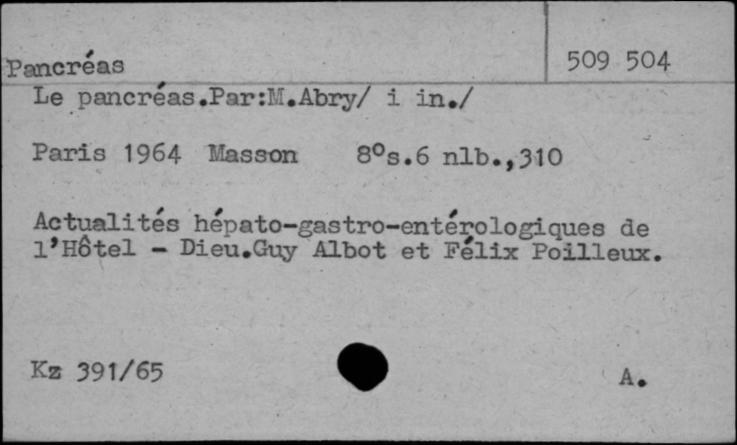 Pancréas
509 504
Le pancréas.Par:M.Abry/ i in./
Paris 1964 Masson 8°s.6 nlb.,310
Actualités hépato-gastro-entérologiques de
l'Hôtel - Dieu.Guy Albot et Félix Poilleux.
Kz 391/65
A.